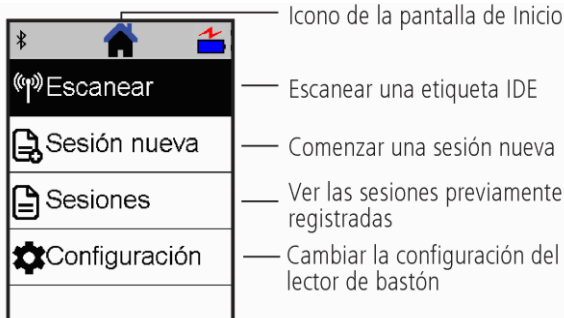 Icono de la pantalla de Inicio
Escanear
Escanear una etiqueta IDE
Sesión nueva
Comenzar una sesión nueva
Sesiones
Ver las sesiones previamente
registradas
Configuración
Cambiar la configuración del
lector de bastón